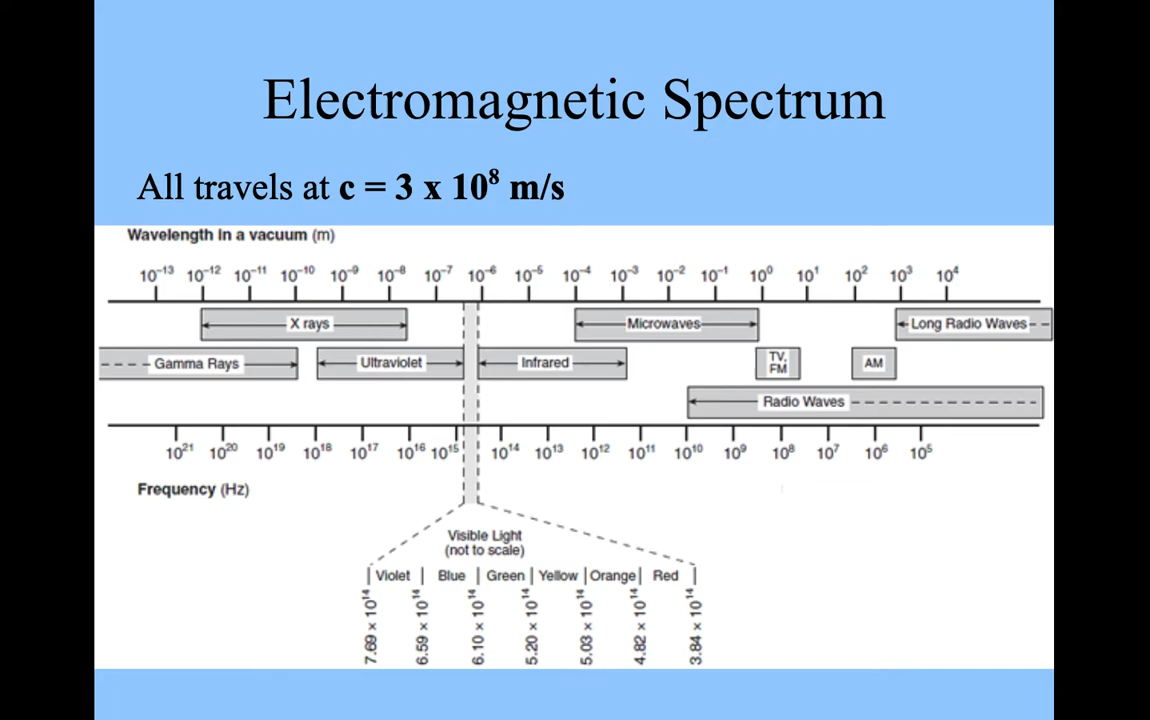 Electromagnetic Spectrum
All travels at c = 3 x 10⁸ m/s
Wavelength in a vacuum (m)
10⁻¹³ 10⁻¹² 10⁻¹¹ 10⁻¹⁰ 10⁻⁹ 10⁻⁸ 10⁻⁷ 10⁻⁶ 10⁻⁵ 10⁻⁴ 10⁻³ 10⁻² 10⁻¹ 10⁰ 10¹ 10² 10³ 10⁴
X rays Microwaves Long Radio Waves
Gamma Rays Ultraviolet Infrared TV, FM AM
Radio Waves
10²¹ 10²⁰ 10¹⁹ 10¹⁸ 10¹⁷ 10¹⁶ 10¹⁵ 10¹⁴ 10¹³ 10¹² 10¹¹ 10¹⁰ 10⁹ 10⁸ 10⁷ 10⁶ 10⁵
Frequency (Hz)
Visible Light
(not to scale)
Violet Blue Green Yellow Orange Red
7.69 × 10¹⁴ 6.59 × 10¹⁴ 6.10 × 10¹⁴ 5.20 × 10¹⁴ 5.03 × 10¹⁴ 4.82 × 10¹⁴ 3.84 × 10¹⁴